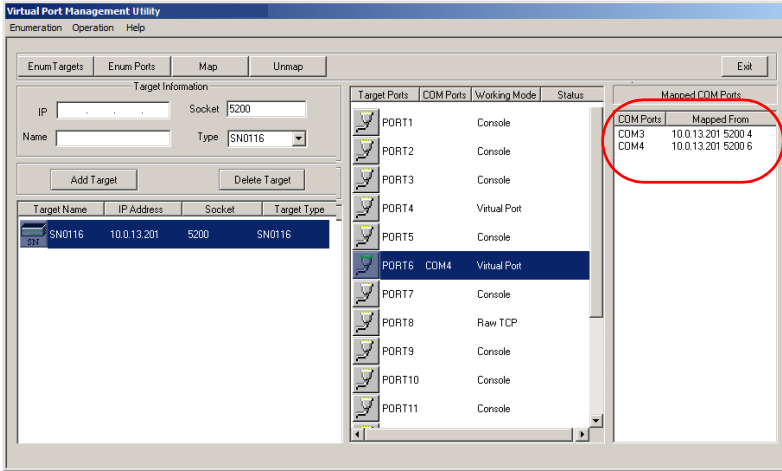 Virtual Port Management Utility
Enumeration Operation Help
EnumTargets Enum Ports Map Unmap Exit
Target Information
IP . . . Socket 5200
Name Type SN0116
Add Target Delete Target
Target Name IP Address Socket Target Type
SN SN0116 10.0.13.201 5200 SN0116
Target Ports COM Ports Working Mode Status
PORT1 Console
PORT2 Console
PORT3 Console
PORT4 Virtual Port
PORT5 Console
PORT6 COM4 Virtual Port
PORT7 Console
PORT8 Raw TCP
PORT9 Console
PORT10 Console
PORT11 Console
Mapped COM Ports
COM Ports Mapped From
COM3 10.0.13.201 5200 4
COM4 10.0.13.201 5200 6